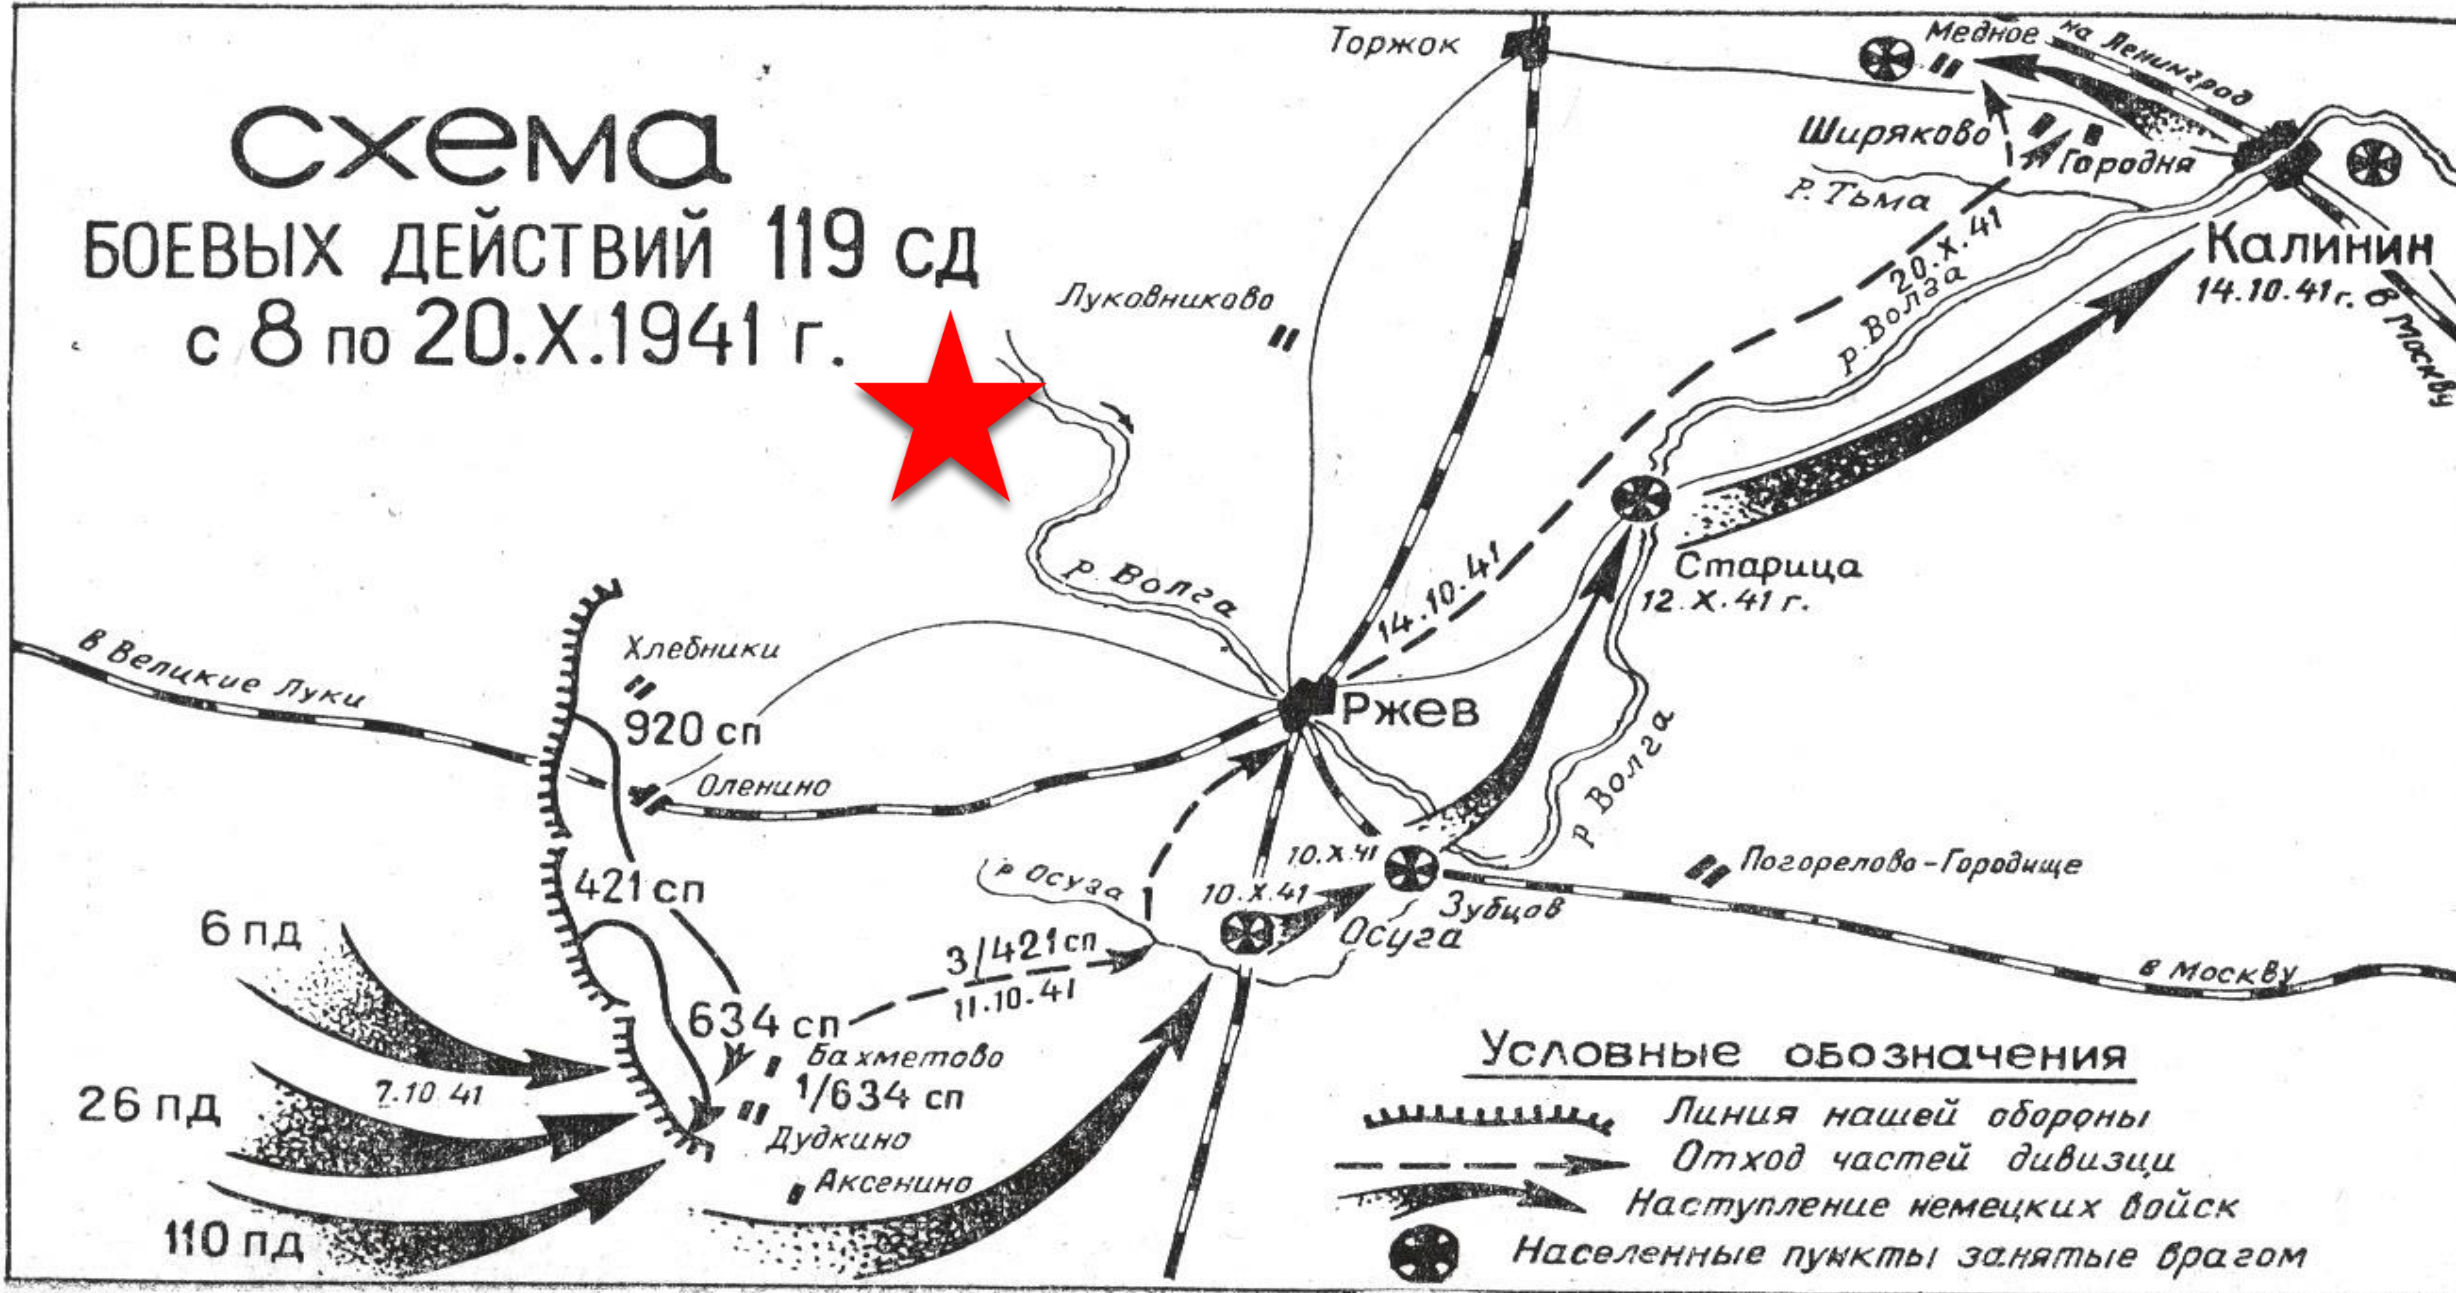 схема
БОЕВЫХ ДЕЙСТВИЙ 119 СД
с 8 по 20.X.1941 г.
Торжок
Медное
на Ленинград
Ширяково
Городня
р. Тьма
Калинин
14.10.41 г.
в Москву
20.X.41
р. Волга
Луковниково
р. Волга
14.10.41
Старица
12.X.41 г.
в Великие Луки
Хлебники
920 сп
Оленино
Ржев
р Волга
421 сп
р Осуга
10.X.41
10.X.41
Зубцов
Осуга
Погорелово-Городище
в Москву
6 пд
3/421 сп
11.10.41
634 сп
Бахметово
7.10 41
26 пд
1/634 сп
Дудкино
Аксенино
110 пд
Условные обозначения
Линия нашей обороны
Отход частей дивизии
Наступление немецких войск
Населенные пункты занятые врагом